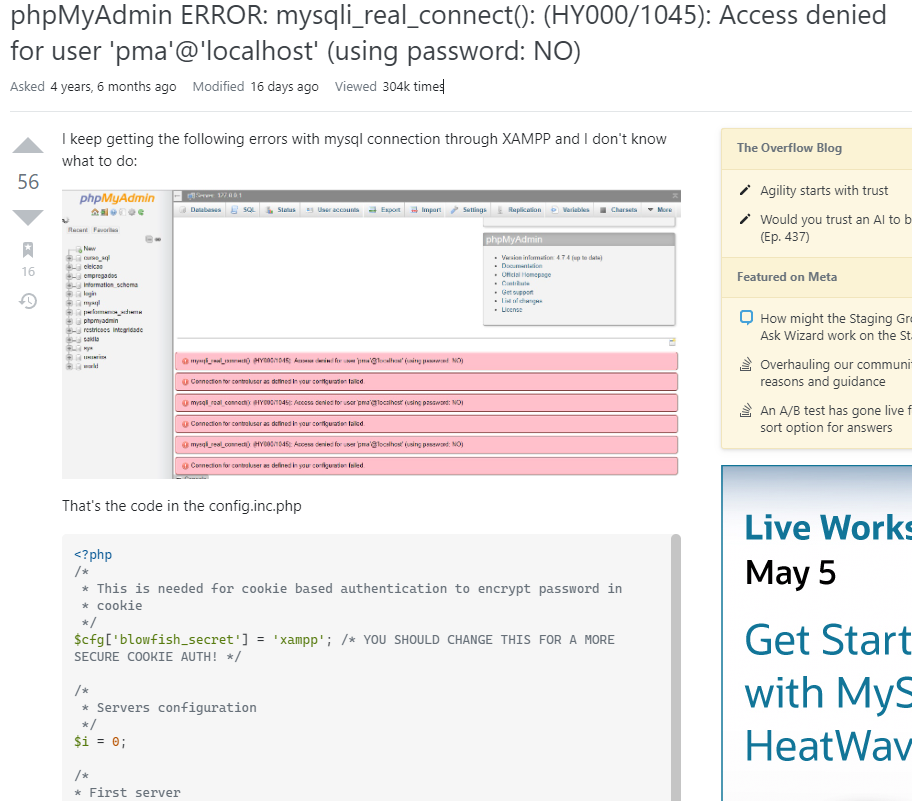 phpMyAdmin ERROR: mysqli_real_connect(): (HY000/1045): Access denied
for user 'pma'@'localhost' (using password: NO)
Asked 4 years, 6 months ago Modified 16 days ago Viewed 304k times
56
16
I keep getting the following errors with mysql connection through XAMPP and I don't know
what to do:
phpMyAdmin
Recent Favorites
New
curso_sql
eleicao
empregados
information_schema
login
mysql
performance_schema
phpmyadmin
restricoes_integridade
sakila
sys
usuarios
world
Server: 127.0.0.1
Databases SQL Status User accounts Export Import Settings Replication Variables Charsets More
phpMyAdmin
Version information: 4.7.4 (up to date)
Documentation
Official Homepage
Contribute
Get support
List of changes
License
mysqli_real_connect(): (HY000/1045): Access denied for user 'pma'@'localhost' (using password: NO)
Connection for controluser as defined in your configuration failed.
mysqli_real_connect(): (HY000/1045): Access denied for user 'pma'@'localhost' (using password: NO)
Connection for controluser as defined in your configuration failed.
mysqli_real_connect(): (HY000/1045): Access denied for user 'pma'@'localhost' (using password: NO)
Connection for controluser as defined in your configuration failed.
Console
That's the code in the config.inc.php
<?php
/*
* This is needed for cookie based authentication to encrypt password in
* cookie
*/
$cfg['blowfish_secret'] = 'xampp'; /* YOU SHOULD CHANGE THIS FOR A MORE
SECURE COOKIE AUTH! */
/*
* Servers configuration
*/
$i = 0;
/*
* First server
The Overflow Blog
Agility starts with trust
Would you trust an AI to b
(Ep. 437)
Featured on Meta
How might the Staging Gro
Ask Wizard work on the Sta
Overhauling our communit
reasons and guidance
An A/B test has gone live f
sort option for answers
Live Works
May 5
Get Start
with MyS
HeatWav